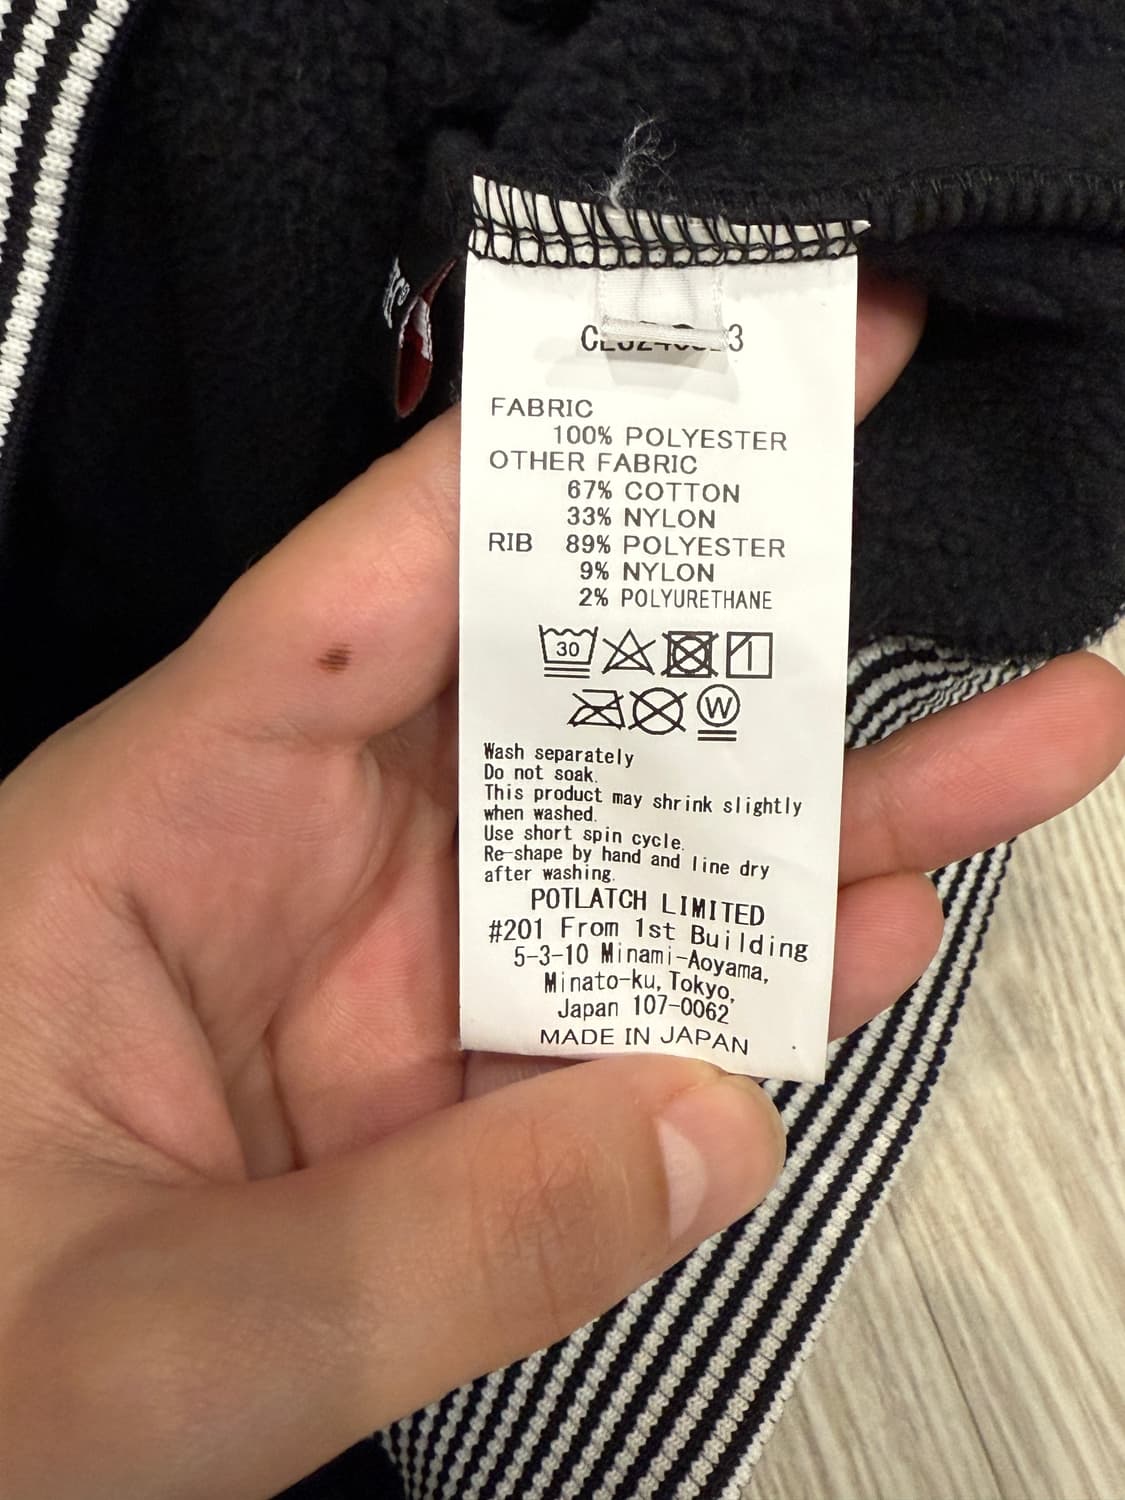 FABRIC
100% POLYESTER
OTHER FABRIC
67% COTTON
33% NYLON
RIB 89% POLYESTER
9% NYLON
2% POLYURETHANE
30
W
Wash separately
Do not soak.
This product may shrink slightly
when washed.
Use short spin cycle.
Re-shape by hand and line dry
after washing.
POTLATCH LIMITED
#201 From 1st Building
5-3-10 Minami-Aoyama,
Minato-ku, Tokyo,
Japan 107-0062
MADE IN JAPAN